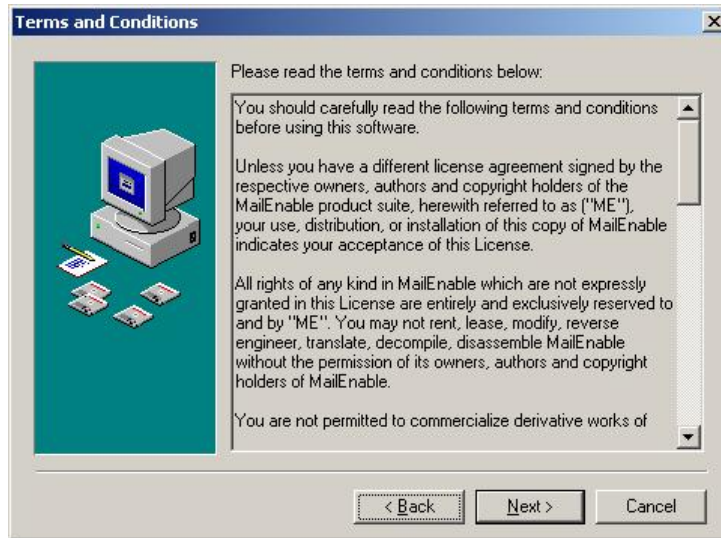 Terms and Conditions
Please read the terms and conditions below:
You should carefully read the following terms and conditions
before using this software.
Unless you have a different license agreement signed by the
respective owners, authors and copyright holders of the
MailEnable product suite, herewith referred to as ("ME"),
your use, distribution, or installation of this copy of MailEnable
indicates your acceptance of this License.
All rights of any kind in MailEnable which are not expressly
granted in this License are entirely and exclusively reserved to
and by "ME". You may not rent, lease, modify, reverse
engineer, translate, decompile, disassemble MailEnable
without the permission of its owners, authors and copyright
holders of MailEnable.
You are not permitted to commercialize derivative works of
< Back Next > Cancel